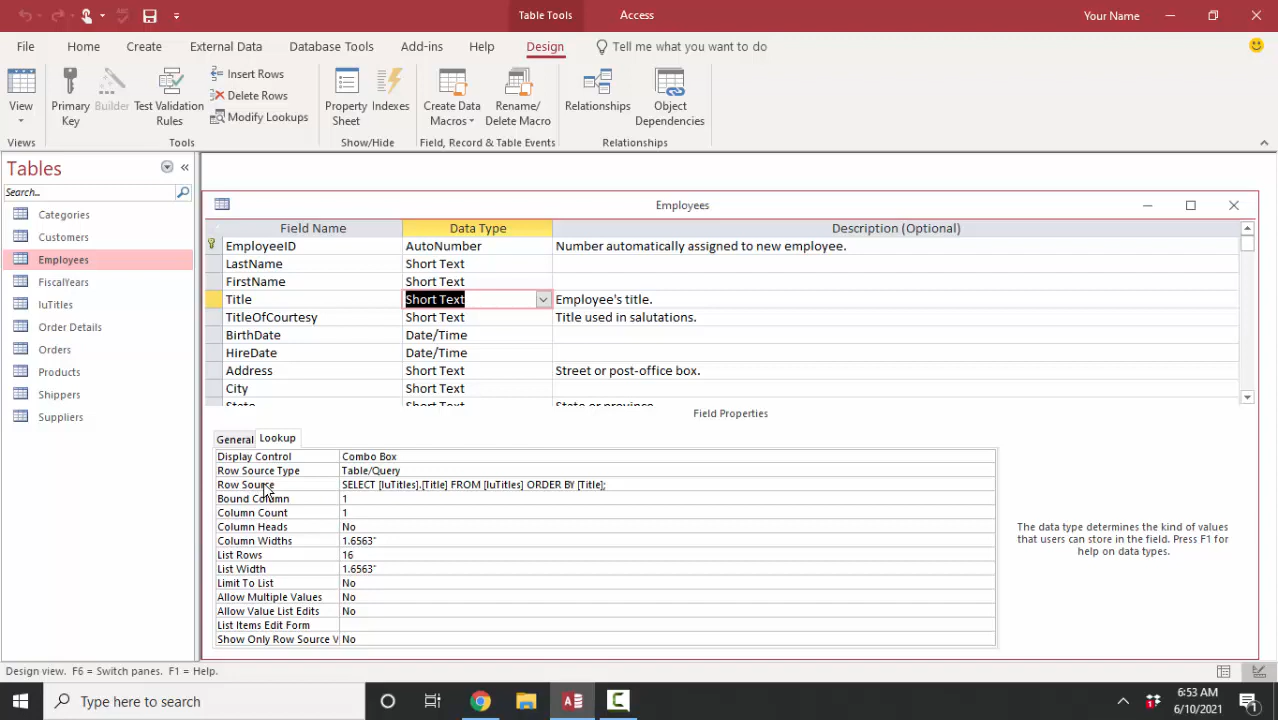 Table Tools
Access
Your Name
File Home Create External Data Database Tools Add-ins Help Design Tell me what you want to do
View
Primary Key
Builder
Test Validation Rules
Insert Rows
Delete Rows
Modify Lookups
Property Sheet
Indexes
Create Data Macros
Rename/ Delete Macro
Relationships
Object Dependencies
Views Tools Show/Hide Field, Record & Table Events Relationships
Tables
Search...
Categories
Customers
Employees
FiscalYears
luTitles
Order Details
Orders
Products
Shippers
Suppliers
Employees
Field Name Data Type Description (Optional)
EmployeeID AutoNumber Number automatically assigned to new employee.
LastName Short Text
FirstName Short Text
Title Short Text Employee's title.
TitleOfCourtesy Short Text Title used in salutations.
BirthDate Date/Time
HireDate Date/Time
Address Short Text Street or post-office box.
City Short Text
State Short Text State or province.
Field Properties
General Lookup
Display Control Combo Box
Row Source Type Table/Query
Row Source SELECT [luTitles].[Title] FROM [luTitles] ORDER BY [Title];
Bound Column 1
Column Count 1
Column Heads No
Column Widths 1.6563"
List Rows 16
List Width 1.6563"
Limit To List No
Allow Multiple Values No
Allow Value List Edits No
List Items Edit Form
Show Only Row Source V No
The data type determines the kind of values
that users can store in the field. Press F1 for
help on data types.
Design view. F6 = Switch panes. F1 = Help.
Type here to search
6:53 AM
6/10/2021
1